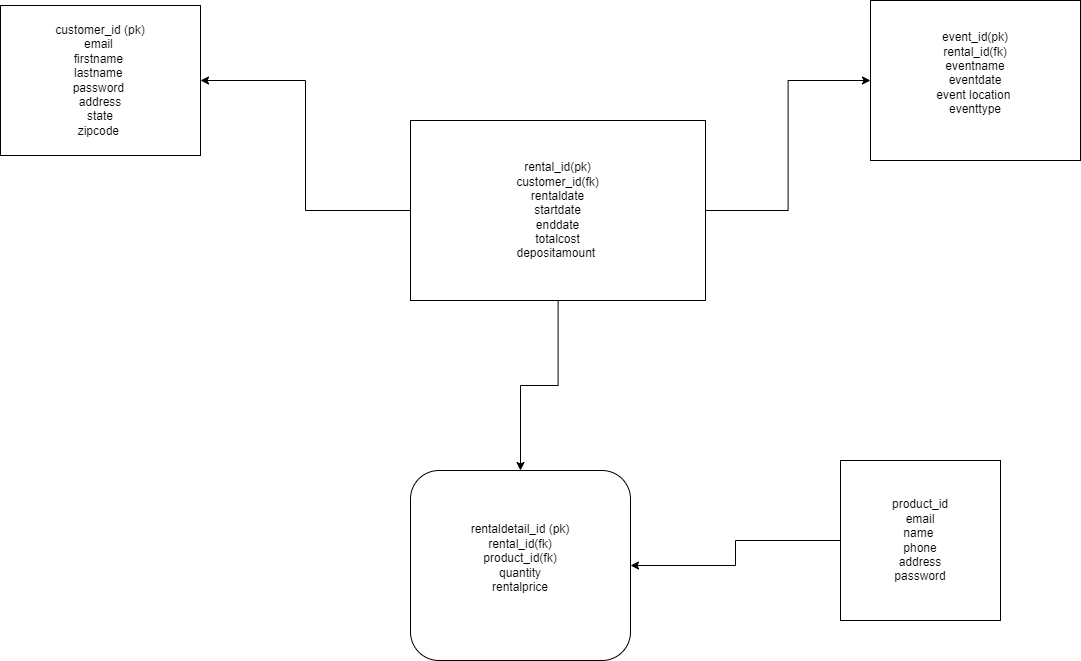 customer_id (pk)
email
firstname
lastname
password
address
state
zipcode
event_id(pk)
rental_id(fk)
eventname
eventdate
event location
eventtype
rental_id(pk)
customer_id(fk)
rentaldate
startdate
enddate
totalcost
depositamount
rentaldetail_id (pk)
rental_id(fk)
product_id(fk)
quantity
rentalprice
product_id
email
name
phone
address
password